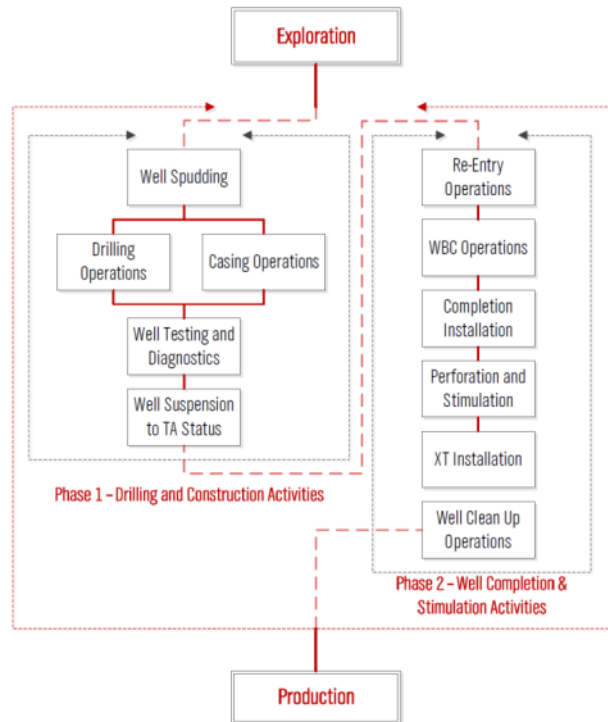 Exploration
Well Spudding
Drilling
Operations
Casing Operations
Well Testing and
Diagnostics
Well Suspension
to TA Status
Phase 1 – Drilling and Construction Activities
Re-Entry
Operations
WBC Operations
Completion
Installation
Perforation and
Stimulation
XT Installation
Well Clean Up
Operations
Phase 2 – Well Completion &
Stimulation Activities
Production